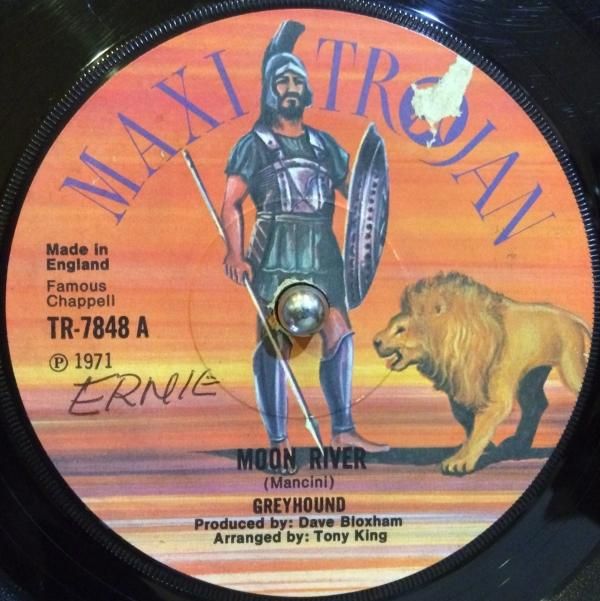 MAXI TROJAN
Made in
England
Famous
Chappell
TR-7848 A
℗ 1971
ERNIE
MOON RIVER
(Mancini)
GREYHOUND
Produced by: Dave Bloxham
Arranged by: Tony King